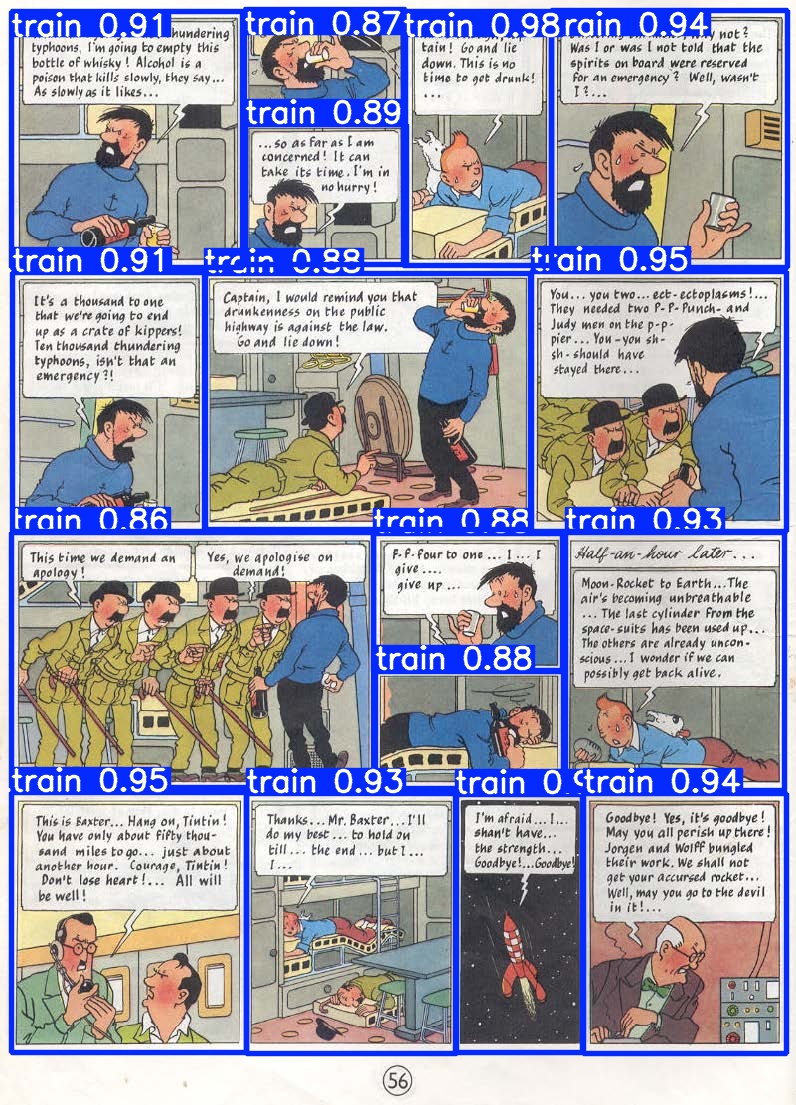 train 0.91
thundering
typhoons. I'm going to empty this
bottle of whisky! Alcohol is a
poison that kills slowly, they say...
As slowly as it likes...
train 0.87
train 0.89
...so as far as I am
concerned! It can
take its time. I'm in
no hurry!
train 0.98
tain! Go and lie
down. This is no
time to get drunk!
...
train 0.94
not?
Was I or was I not told that the
spirits on board were reserved
for an emergency? Well, wasn't
I?...
train 0.91
It's a thousand to one
that we're going to end
up as a crate of kippers!
Ten thousand thundering
typhoons, isn't that an
emergency?!
train 0.88
Captain, I would remind you that
drunkenness on the public
highway is against the law.
Go and lie down!
train 0.95
You... you two... ect-ectoplasms!...
They needed two P-P-Punch- and
Judy men on the p-p-
pier... You-you sh-
sh-should have
stayed there...
train 0.86
This time we demand an
apology!
Yes, we apologise on
demand!
train 0.88
F-F-four to one... I... I
give....
give up...
train 0.88
train 0.93
Half-an-hour later...
Moon-Rocket to Earth...The
air's becoming unbreathable
... The last cylinder from the
space-suits has been used up...
The others are already uncon-
scious... I wonder if we can
possibly get back alive.
train 0.95
This is Baxter... Hang on, Tintin!
You have only about fifty thou-
sand miles to go... just about
another hour. Courage, Tintin!
Don't lose heart!... All will
be well!
train 0.93
Thanks... Mr. Baxter...I'll
do my best... to hold on
till... the end... but I...
I...
train
I'm afraid... I...
shan't have...
the strength...
Goodbye!...Goodbye!
train 0.94
Goodbye! Yes, it's goodbye!
May you all perish up there!
Jorgen and Wolff bungled
their work. We shall not
get your accursed rocket...
Well, may you go to the devil
in it!...
56